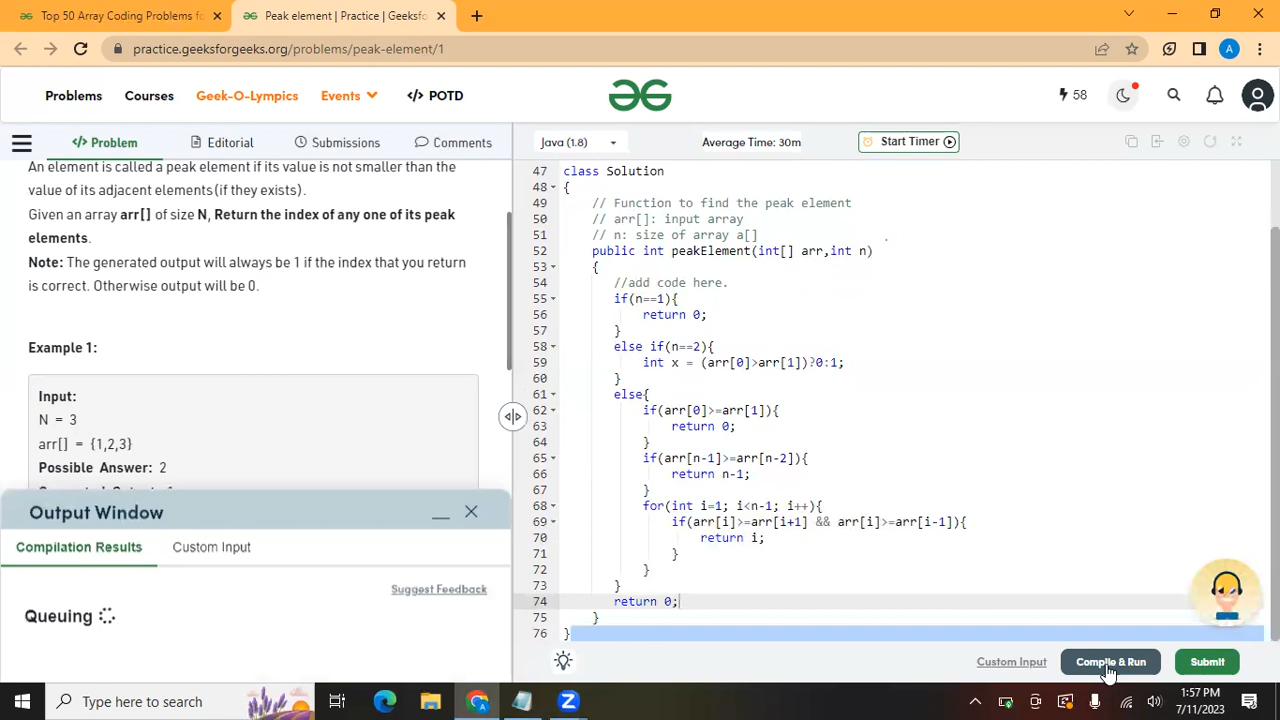 Top 50 Array Coding Problems fo
Peak element | Practice | Geeksfo
practice.geeksforgeeks.org/problems/peak-element/1
A
Problems
Courses
Geek-O-Lympics
Events
</> POTD
58
</> Problem
Editorial
Submissions
Comments
Java (1.8)
Average Time: 30m
Start Timer
An element is called a peak element if its value is not smaller than the
value of its adjacent elements(if they exists).
Given an array arr[] of size N, Return the index of any one of its peak
elements.
Note: The generated output will always be 1 if the index that you return
is correct. Otherwise output will be 0.
Example 1:
Input:
N = 3
arr[] = {1,2,3}
Possible Answer: 2
Output Window
Compilation Results
Custom Input
Suggest Feedback
Queuing
47 class Solution
48 {
49 // Function to find the peak element
50 // arr[]: input array
51 // n: size of array a[]
52 public int peakElement(int[] arr,int n)
53 {
54 //add code here.
55 if(n==1){
56 return 0;
57 }
58 else if(n==2){
59 int x = (arr[0]>arr[1])?0:1;
60 }
61 else{
62 if(arr[0]>=arr[1]){
63 return 0;
64 }
65 if(arr[n-1]>=arr[n-2]){
66 return n-1;
67 }
68 for(int i=1; i<n-1; i++){
69 if(arr[i]>=arr[i+1] && arr[i]>=arr[i-1]){
70 return i;
71 }
72 }
73 }
74 return 0;
75 }
76 }
Custom Input
Compile & Run
Submit
Type here to search
1:57 PM
7/11/2023